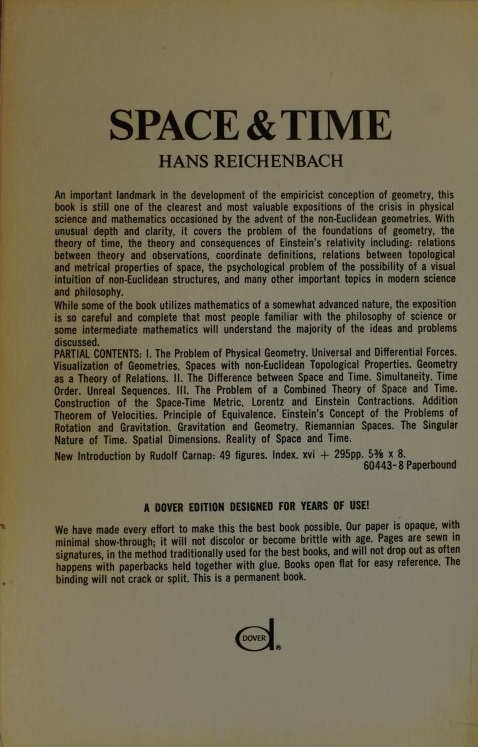 SPACE & TIME
HANS REICHENBACH
An important landmark in the development of the empiricist conception of geometry, this
book is still one of the clearest and most valuable expositions of the crisis in physical
science and mathematics occasioned by the advent of the non-Euclidean geometries. With
unusual depth and clarity, it covers the problem of the foundations of geometry, the
theory of time, the theory and consequences of Einstein's relativity including: relations
between theory and observations, coordinate definitions, relations between topological
and metrical properties of space, the psychological problem of the possibility of a visual
intuition of non-Euclidean structures, and many other important topics in modern science
and philosophy.
While some of the book utilizes mathematics of a somewhat advanced nature, the exposition
is so careful and complete that most people familiar with the philosophy of science or
some intermediate mathematics will understand the majority of the ideas and problems
discussed.
PARTIAL CONTENTS: I. The Problem of Physical Geometry. Universal and Differential Forces.
Visualization of Geometries. Spaces with non-Euclidean Topological Properties. Geometry
as a Theory of Relations. II. The Difference between Space and Time. Simultaneity. Time
Order. Unreal Sequences. III. The Problem of a Combined Theory of Space and Time.
Construction of the Space-Time Metric. Lorentz and Einstein Contractions. Addition
Theorem of Velocities. Principle of Equivalence. Einstein's Concept of the Problems of
Rotation and Gravitation. Gravitation and Geometry. Riemannian Spaces. The Singular
Nature of Time. Spatial Dimensions. Reality of Space and Time.
New Introduction by Rudolf Carnap: 49 figures. Index. xvi + 295pp. 5⅜ x 8.
60443-8 Paperbound
A DOVER EDITION DESIGNED FOR YEARS OF USE!
We have made every effort to make this the best book possible. Our paper is opaque, with
minimal show-through; it will not discolor or become brittle with age. Pages are sewn in
signatures, in the method traditionally used for the best books, and will not drop out as often
happens with paperbacks held together with glue. Books open flat for easy reference. The
binding will not crack or split. This is a permanent book.
DOVER ®